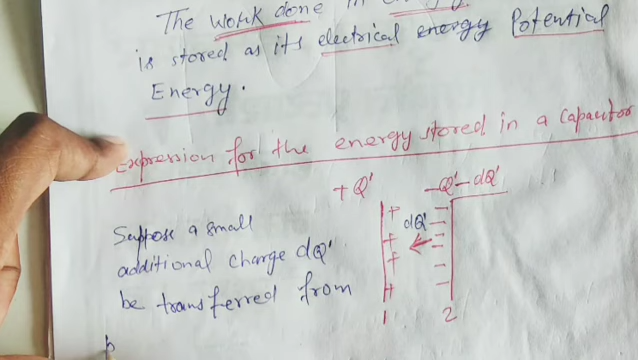 The work done in
is stored as its electrical energy Potential
Energy.
Expression for the energy stored in a Capacitor
+Q' -Q'-dQ'
Suppose a small
additional charge dQ'
be transferred from
dQ'
+ + + +
- - - - - -
1 2